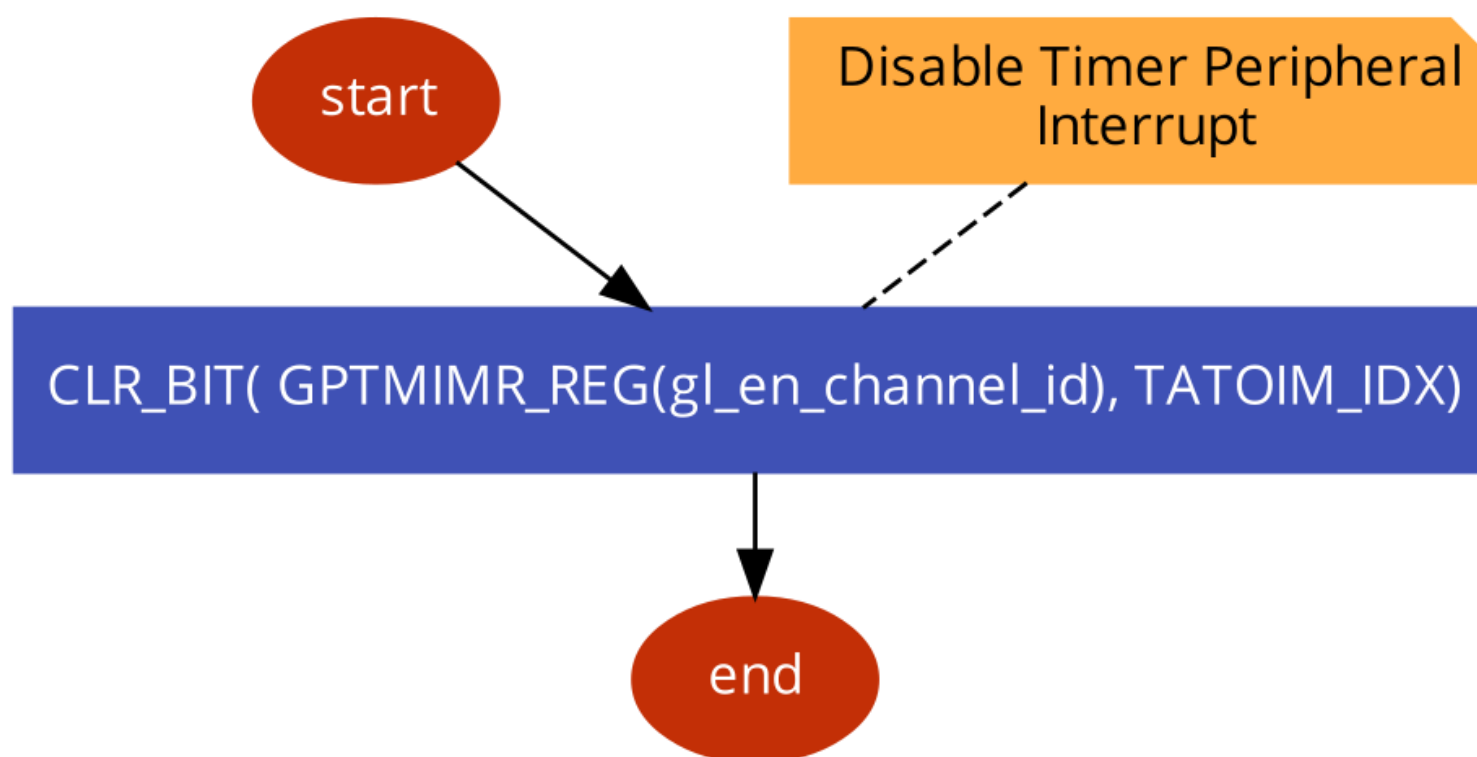 start
Disable Timer Peripheral
Interrupt
CLR_BIT( GPTMIMR_REG(gl_en_channel_id), TATOIM_IDX)
end